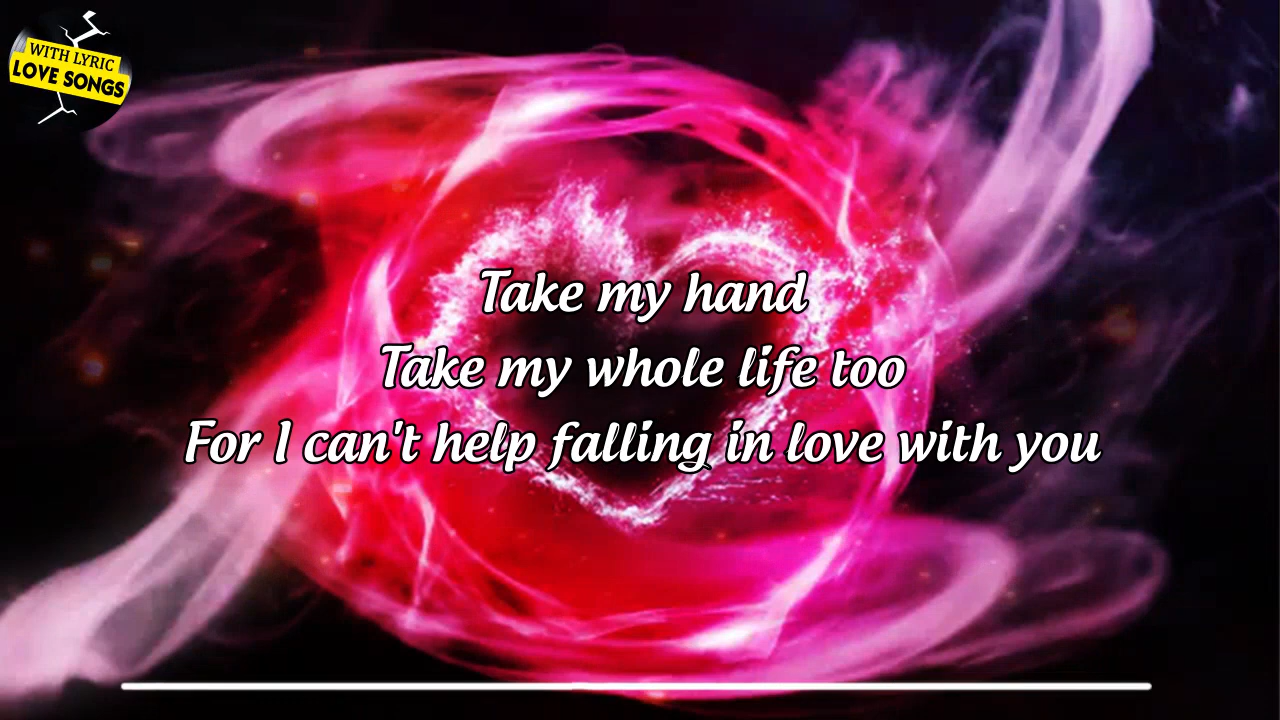 WITH LYRIC
LOVE SONGS
Take my hand
Take my whole life too
For I can't help falling in love with you